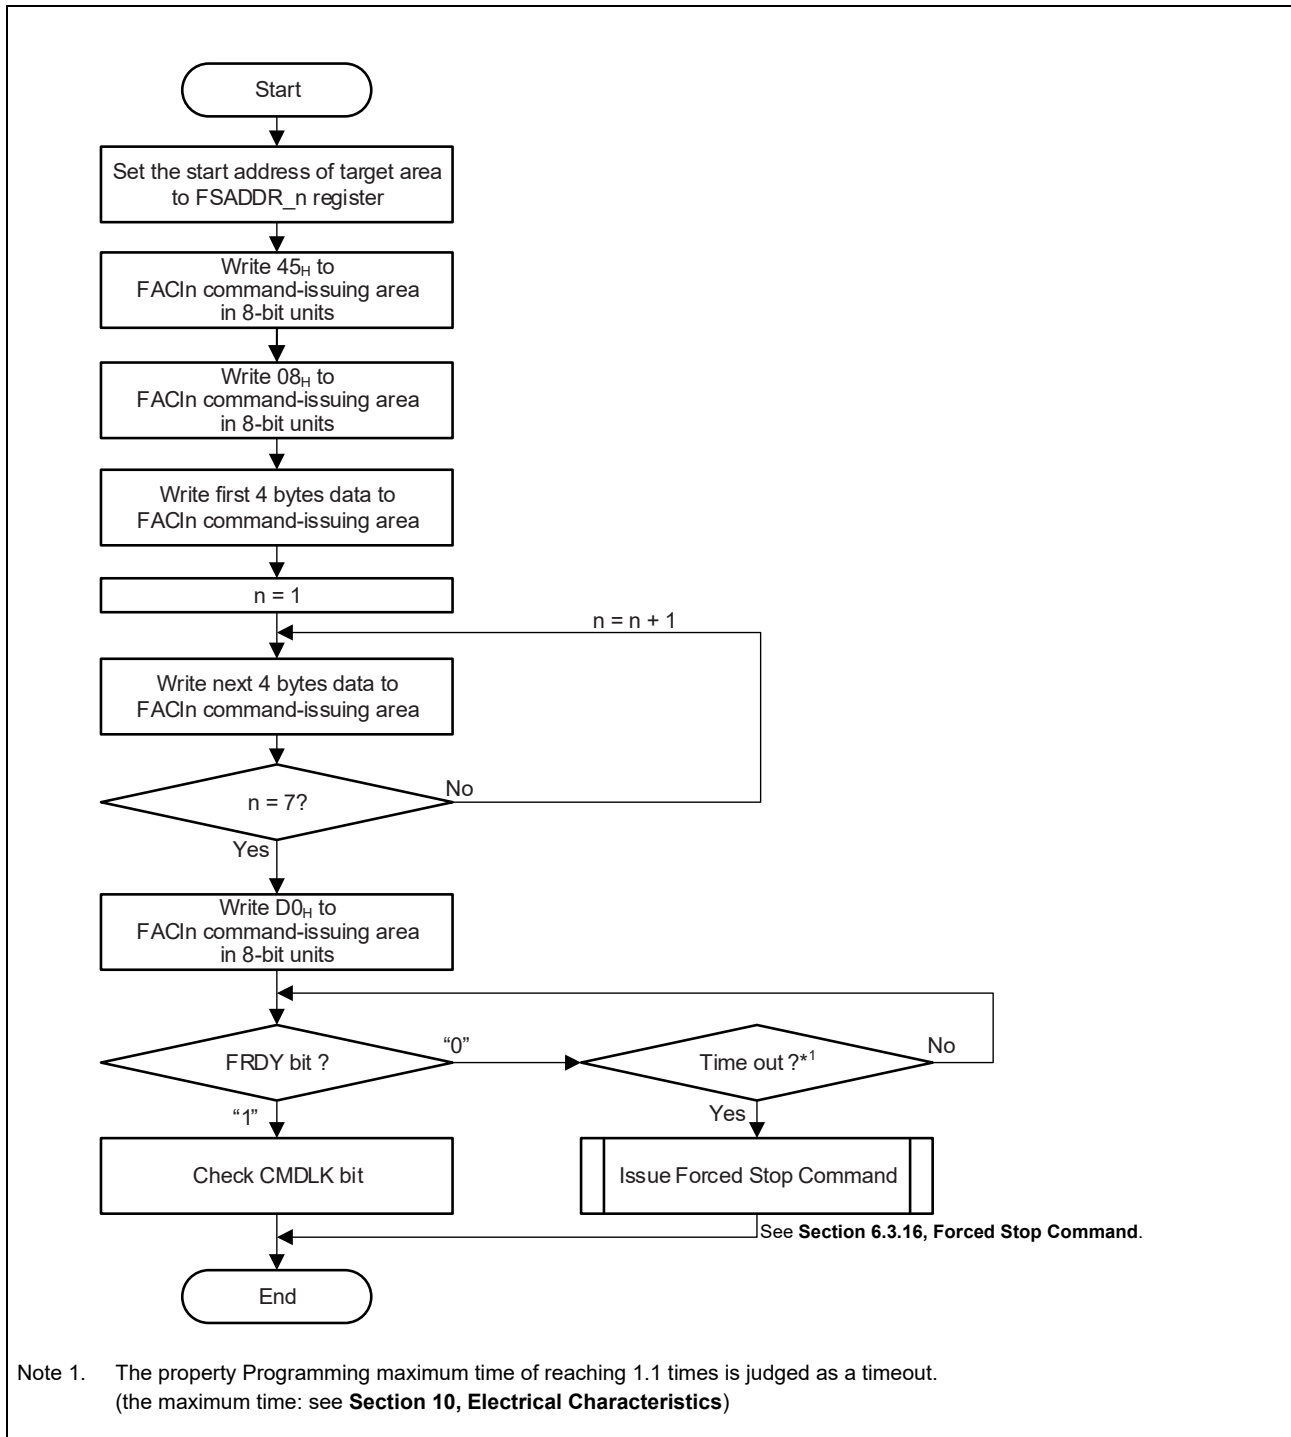 Start
Set the start address of target area
to FSADDR_n register
Write 45H to
FACIn command-issuing area
in 8-bit units
Write 08H to
FACIn command-issuing area
in 8-bit units
Write first 4 bytes data to
FACIn command-issuing area
n = 1
n = n + 1
Write next 4 bytes data to
FACIn command-issuing area
n = 7?
No
Yes
Write D0H to
FACIn command-issuing area
in 8-bit units
FRDY bit ?
“0”
Time out ?*1
No
“1”
Yes
Check CMDLK bit
Issue Forced Stop Command
See Section 6.3.16, Forced Stop Command.
End
Note 1. The property Programming maximum time of reaching 1.1 times is judged as a timeout.
(the maximum time: see Section 10, Electrical Characteristics)